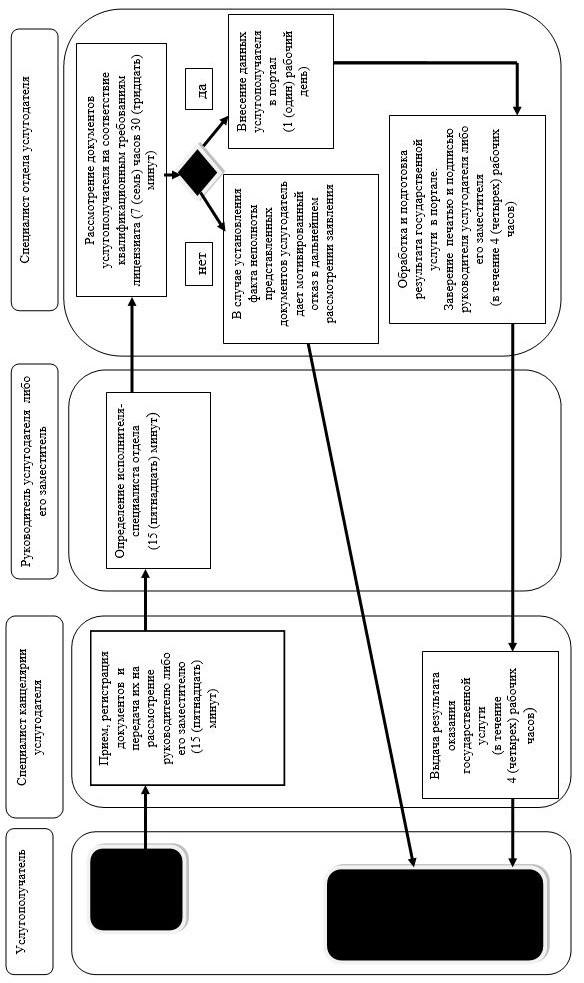 Услугополучатель
Специалист канцелярии
услугодателя
Руководитель услугодателя  либо
его заместитель
Специалист отдела услугодателя
Прием, регистрация
документов  и
передача их на
рассмотрение
руководителю либо
его заместителю
(15 (пятнадцать)
минут)
Определение исполнителя-
специалиста отдела
(15 (пятнадцать) минут)
Рассмотрение документов
услугополучателя на соответствие
квалификационным требованиям
лицензиата (7 (семь) часов 30 (тридцать)
минут)
нет
да
В случае установления
факта неполноты
представленных
документов услугодатель
дает мотивированный
отказ в дальнейшем
рассмотрении заявления
Внесение данных
услугополучателя
в портал
(1 (один) рабочий
день)
Обработка и подготовка
результата государственной
услуги  в портале.
Заверение  печатью и подписью
руководителя услугодателя либо
его заместителя
(в течение 4 (четырех) рабочих
часов)
Выдача результата
оказания
государственной
услуги
(в течение
4 (четырех) рабочих
часов)